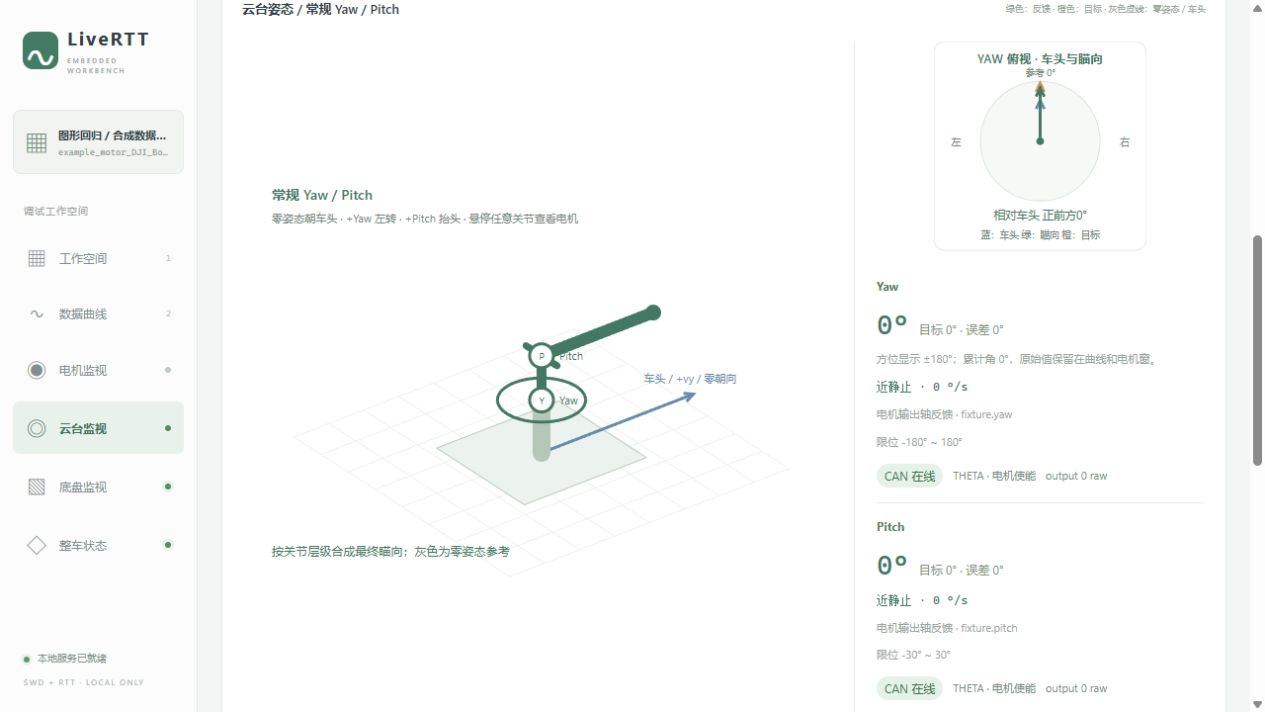 LiveRTT
EMBEDDED
WORKBENCH
图形回归 / 合成数据...
example_motor_DJI_Bo...
调试工作空间
工作空间 1
数据曲线 2
电机监视
云台监视
底盘监视
整车状态
本地服务已就绪
SWD + RTT · LOCAL ONLY
云台姿态 / 常规 Yaw / Pitch
绿色：反馈 · 橙色：目标 · 灰色虚线：零姿态 / 车头
常规 Yaw / Pitch
零姿态朝车头 · +Yaw 左转 · +Pitch 抬头 · 悬停任意关节查看电机
P Pitch
车头 / +vy / 零朝向
Y Yaw
按关节层级合成最终瞄向；灰色为零姿态参考
YAW 俯视 · 车头与瞄向
参考 0°
左
右
相对车头 正前方0°
蓝：车头 绿：瞄向 橙：目标
Yaw
0° 目标 0° · 误差 0°
方位显示 ±180°；累计角 0°，原始值保留在曲线和电机窗。
近静止 · 0 °/s
电机输出轴反馈 · fixture.yaw
限位 -180° ~ 180°
CAN 在线 THETA · 电机使能 output 0 raw
Pitch
0° 目标 0° · 误差 0°
近静止 · 0 °/s
电机输出轴反馈 · fixture.pitch
限位 -30° ~ 30°
CAN 在线 THETA · 电机使能 output 0 raw